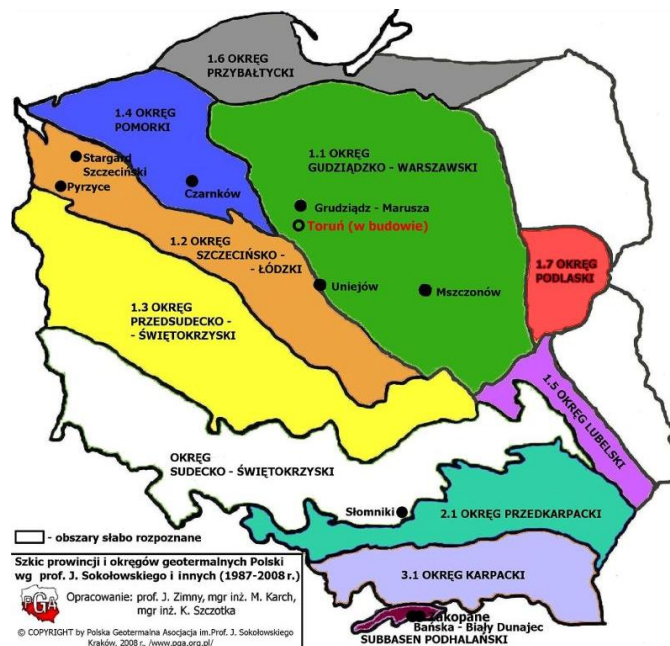 1.6 OKRĘG
PRZYBAŁTYCKI
1.4 OKRĘG
POMORKI
1.1 OKRĘG
GUDZIĄDZKO - WARSZAWSKI
Stargard
Szczeciński
Pyrzyce
Czarnków
Grudziądz - Marusza
Toruń (w budowie)
1.2 OKRĘG
SZCZECIŃSKO -
- ŁÓDZKI
1.7 OKRĘG
PODLASKI
Uniejów
Mszczonów
1.3 OKRĘG
PRZEDSUDECKO -
- ŚWIĘTOKRZYSKI
1.5 OKRĘG LUBELSKI
OKRĘG
SUDECKO - ŚWIĘTOKRZYSKI
Słomniki
2.1 OKRĘG PRZEDKARPACKI
3.1 OKRĘG KARPACKI
Zakopane
Bańska - Biały Dunajec
SUBBASEN PODHALAŃSKI
- obszary słabo rozpoznane
Szkic prowincji i okręgów geotermalnych Polski
wg prof. J. Sokołowskiego i innych (1987-2008 r.)
PGA
Opracowanie: prof. J. Zimny, mgr inż. M. Karch,
mgr inż. K. Szczotka
© COPYRIGHT by Polska Geotermalna Asocjacja im.Prof. J. Sokołowskiego
Kraków, 2008 r., /www.pga.org.pl/